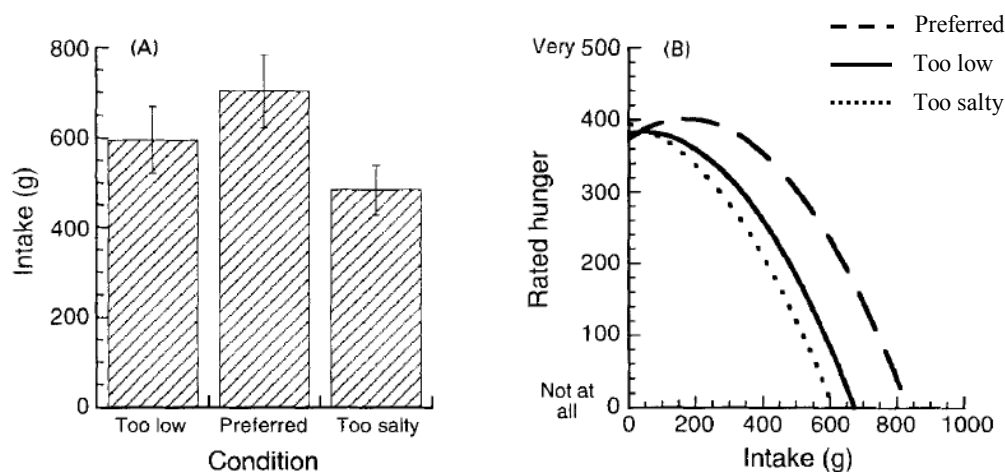 (A)
800
600
400
200
0
Intake (g)
Too low Preferred Too salty
Condition
(B)
Very 500
400
300
200
100
Not at all 0
Rated hunger
0 200 400 600 800 1000
Intake (g)
Preferred
Too low
Too salty